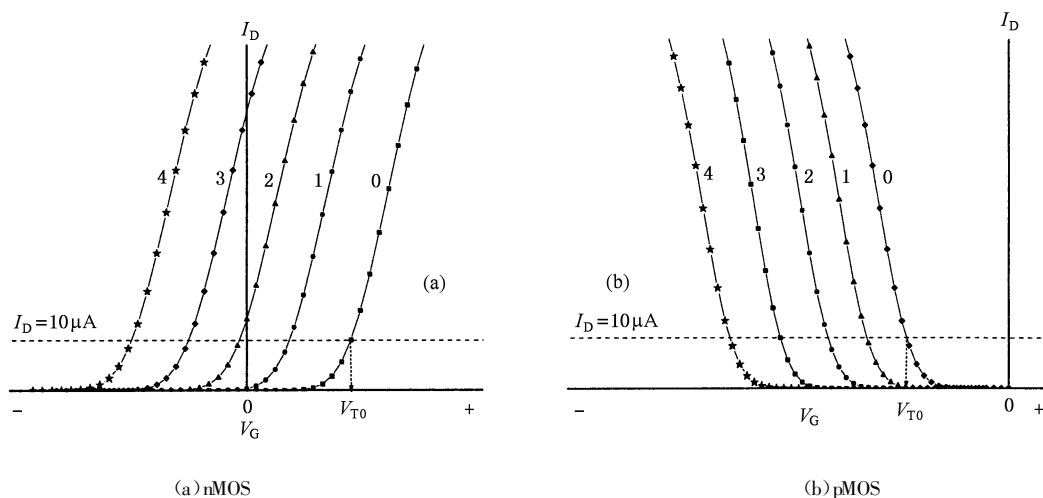 I_D
4
3
2
1
0
(a)
I_D=10μA
−
0
V_T0
+
V_G
(a)nMOS
I_D
4
3
2
1
0
(b)
I_D=10μA
−
V_G
V_T0
0
+
(b)pMOS